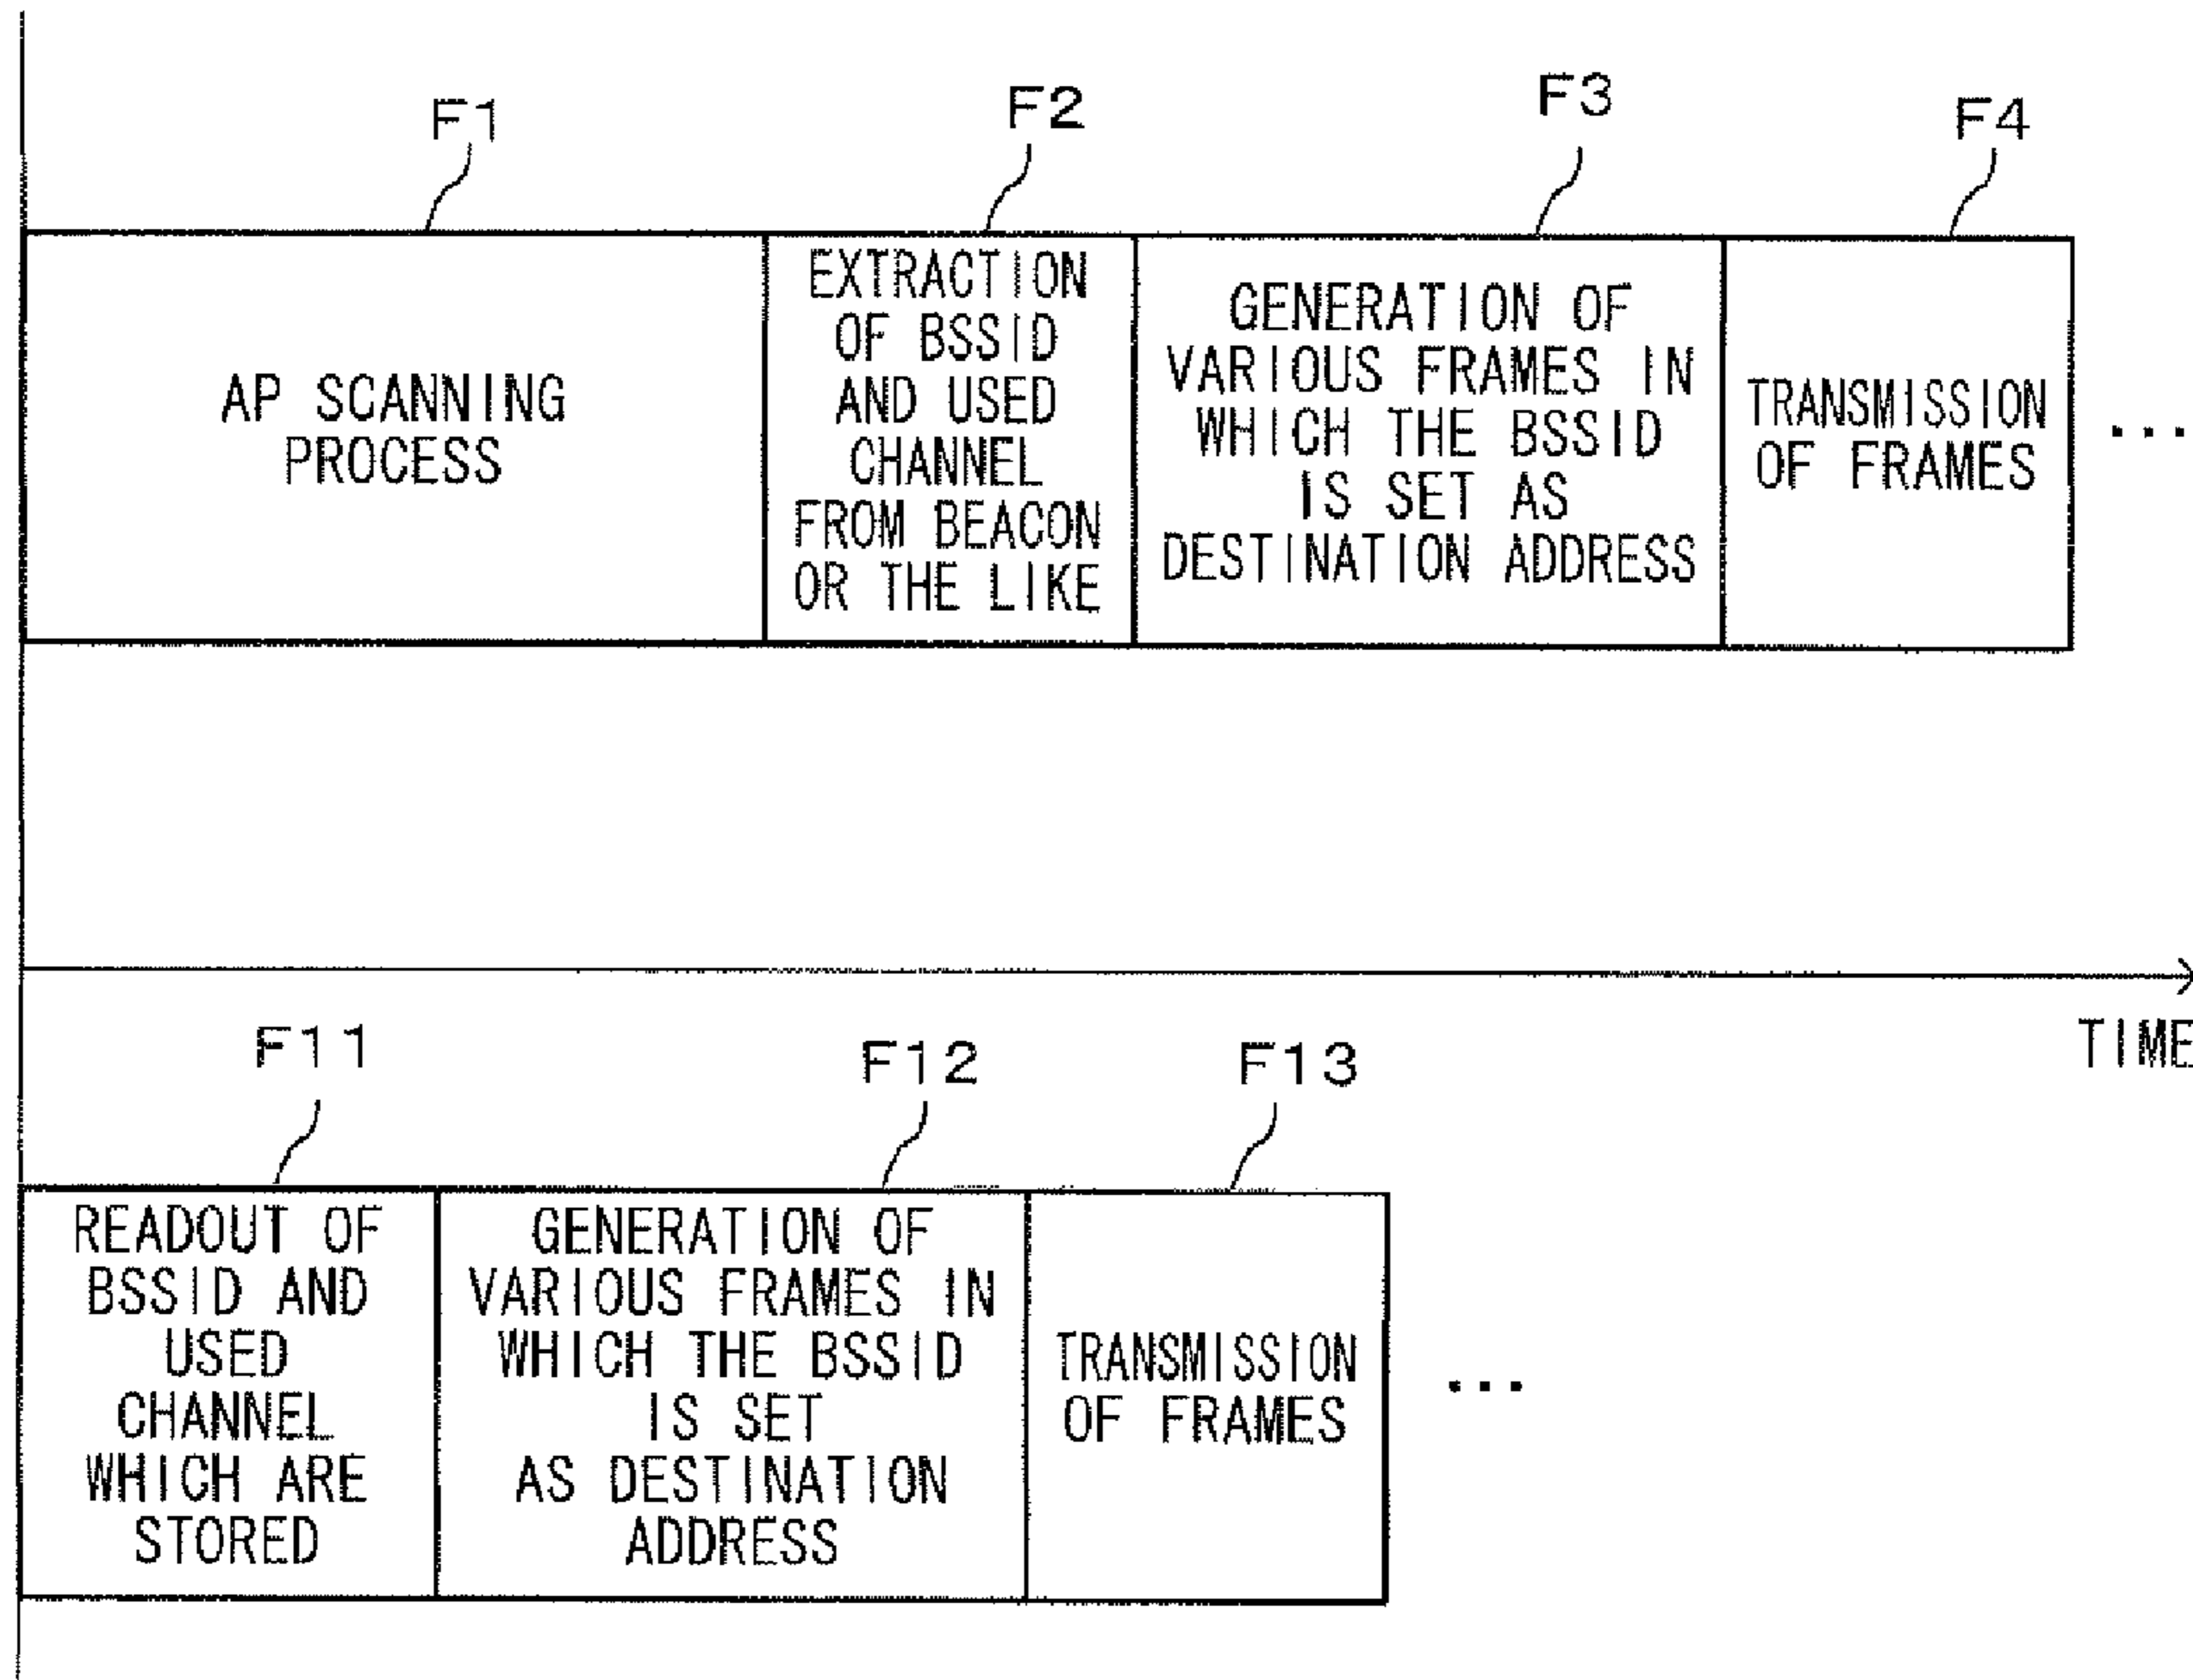 F1
F2
F3
F4
AP SCANNING
PROCESS
EXTRACTION
OF BSSID
AND USED
CHANNEL
FROM BEACON
OR THE LIKE
GENERATION OF
VARIOUS FRAMES IN
WHICH THE BSSID
IS SET AS
DESTINATION ADDRESS
TRANSMISSION
OF FRAMES
...
TIME
F11
F12
F13
READOUT OF
BSSID AND
USED
CHANNEL
WHICH ARE
STORED
GENERATION OF
VARIOUS FRAMES IN
WHICH THE BSSID
IS SET
AS DESTINATION
ADDRESS
TRANSMISSION
OF FRAMES
...